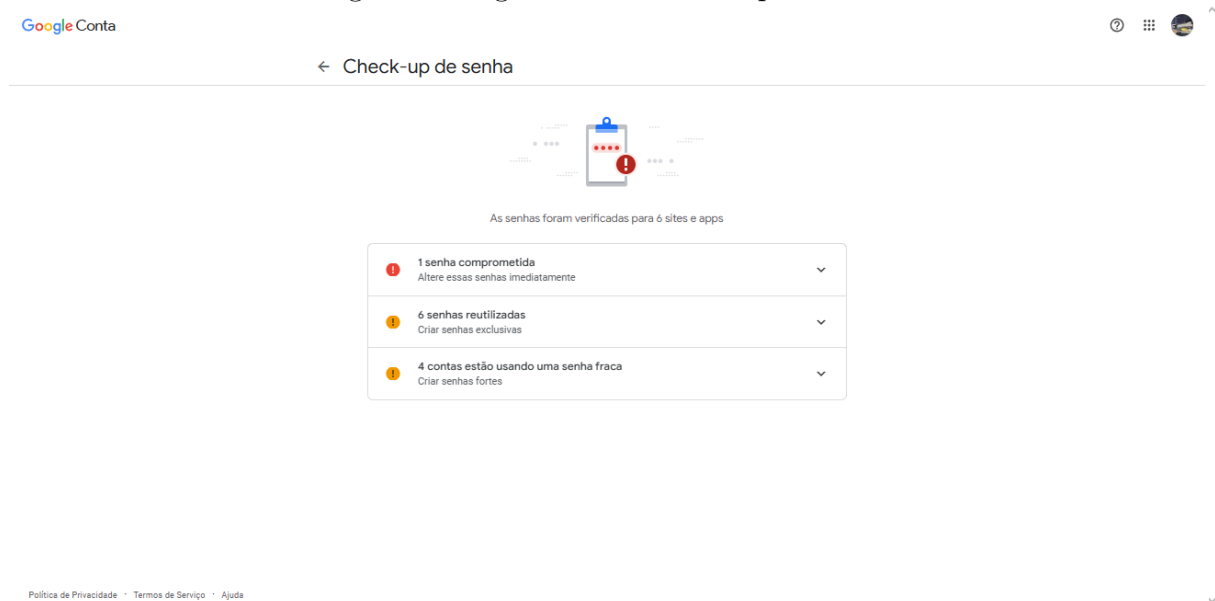 Google Conta
← Check-up de senha
As senhas foram verificadas para 6 sites e apps
1 senha comprometida
Altere essas senhas imediatamente
6 senhas reutilizadas
Criar senhas exclusivas
4 contas estão usando uma senha fraca
Criar senhas fortes
Política de Privacidade · Termos de Serviço · Ajuda